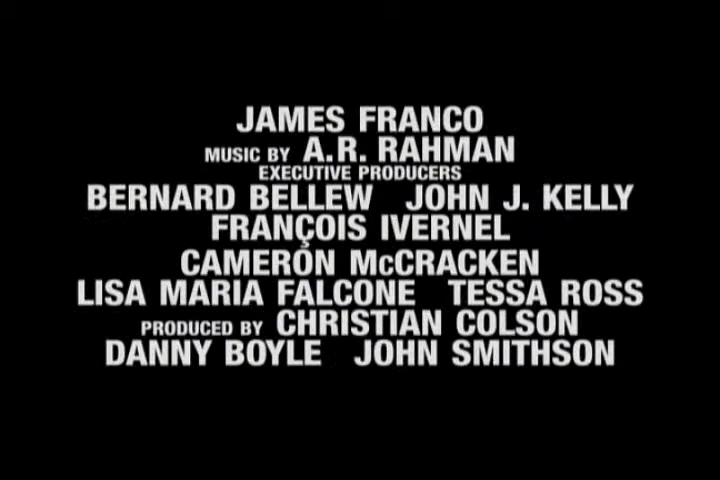 JAMES FRANCO
MUSIC BY A.R. RAHMAN
EXECUTIVE PRODUCERS
BERNARD BELLEW JOHN J. KELLY
FRANÇOIS IVERNEL
CAMERON McCRACKEN
LISA MARIA FALCONE TESSA ROSS
PRODUCED BY CHRISTIAN COLSON
DANNY BOYLE JOHN SMITHSON